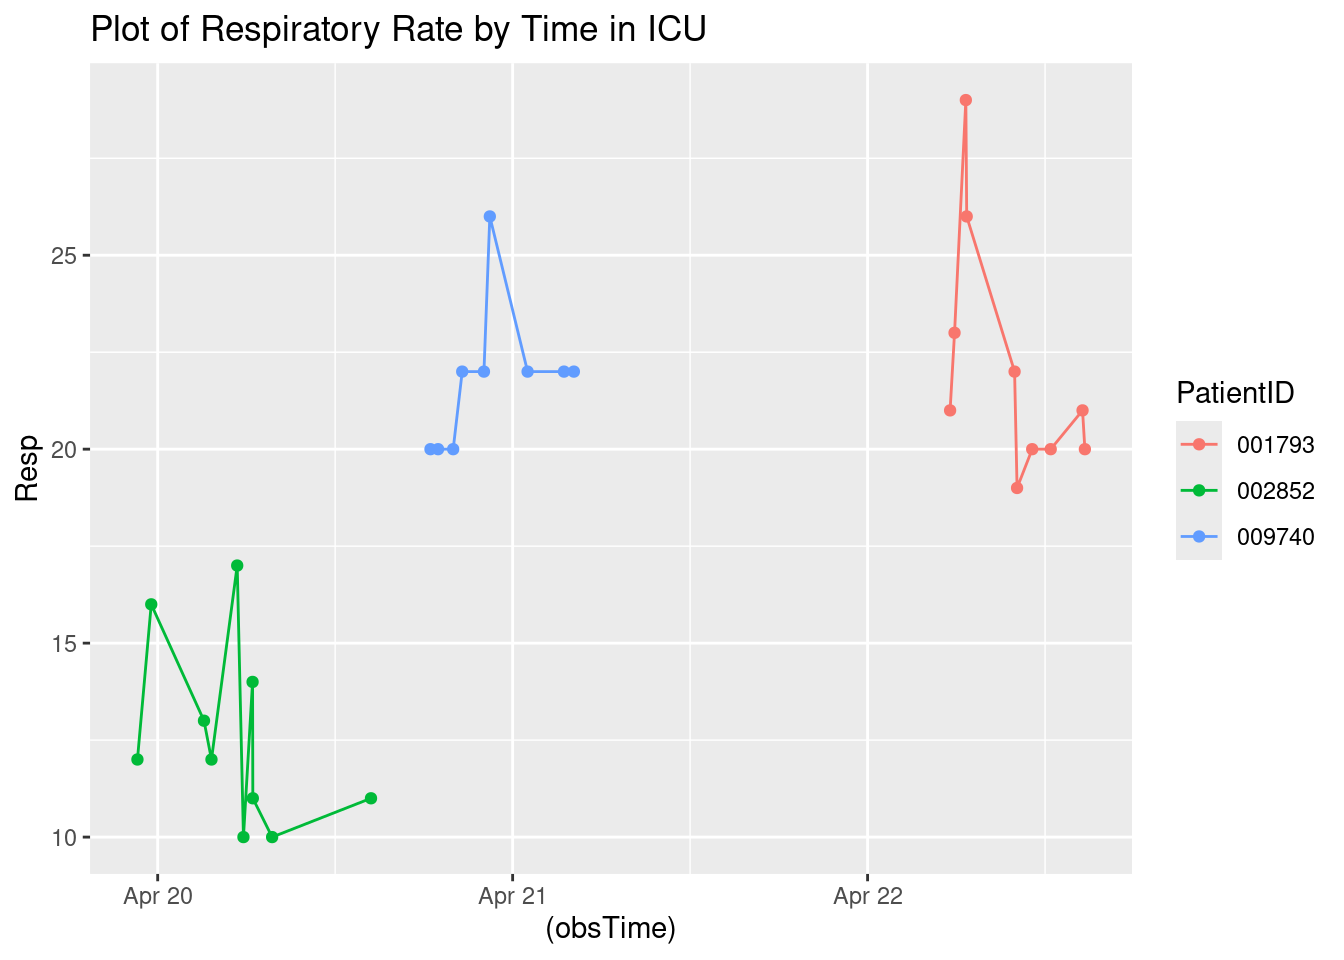 Plot of Respiratory Rate by Time in ICU
Resp
25
20
15
10
Apr 20
Apr 21
Apr 22
(obsTime)
PatientID
001793
002852
009740